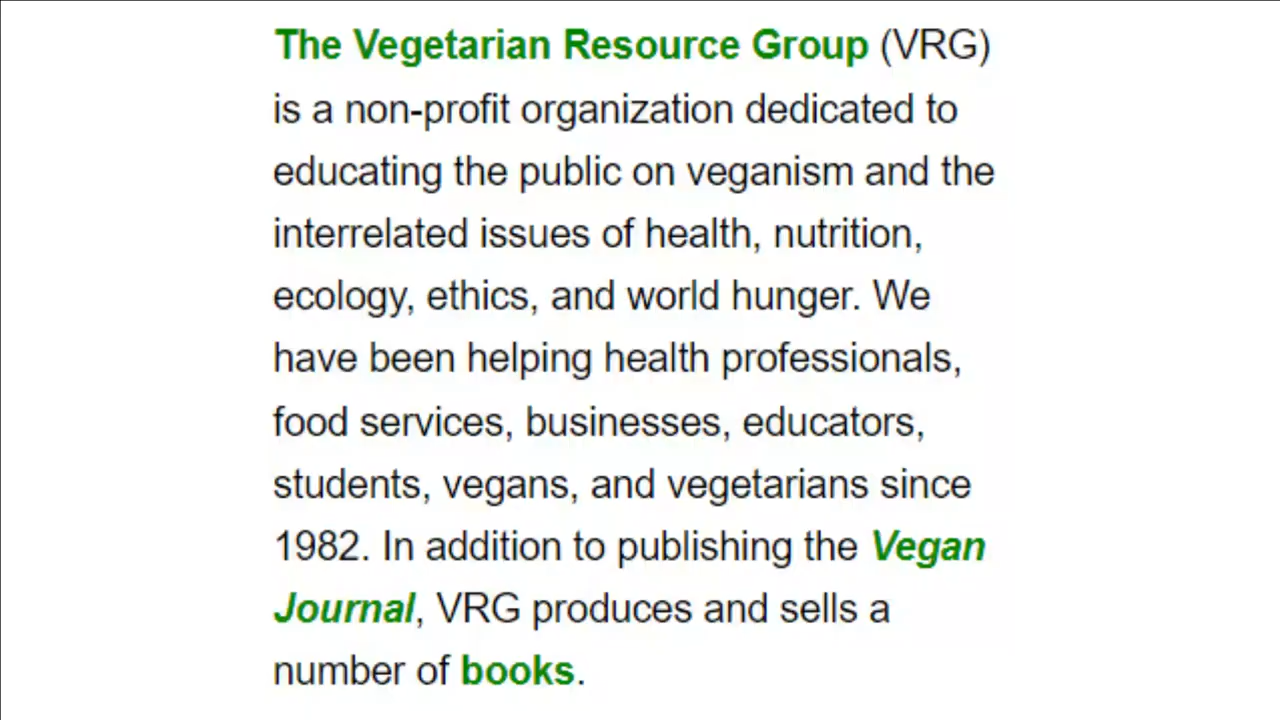 The Vegetarian Resource Group (VRG)
is a non-profit organization dedicated to
educating the public on veganism and the
interrelated issues of health, nutrition,
ecology, ethics, and world hunger. We
have been helping health professionals,
food services, businesses, educators,
students, vegans, and vegetarians since
1982. In addition to publishing the Vegan
Journal, VRG produces and sells a
number of books.